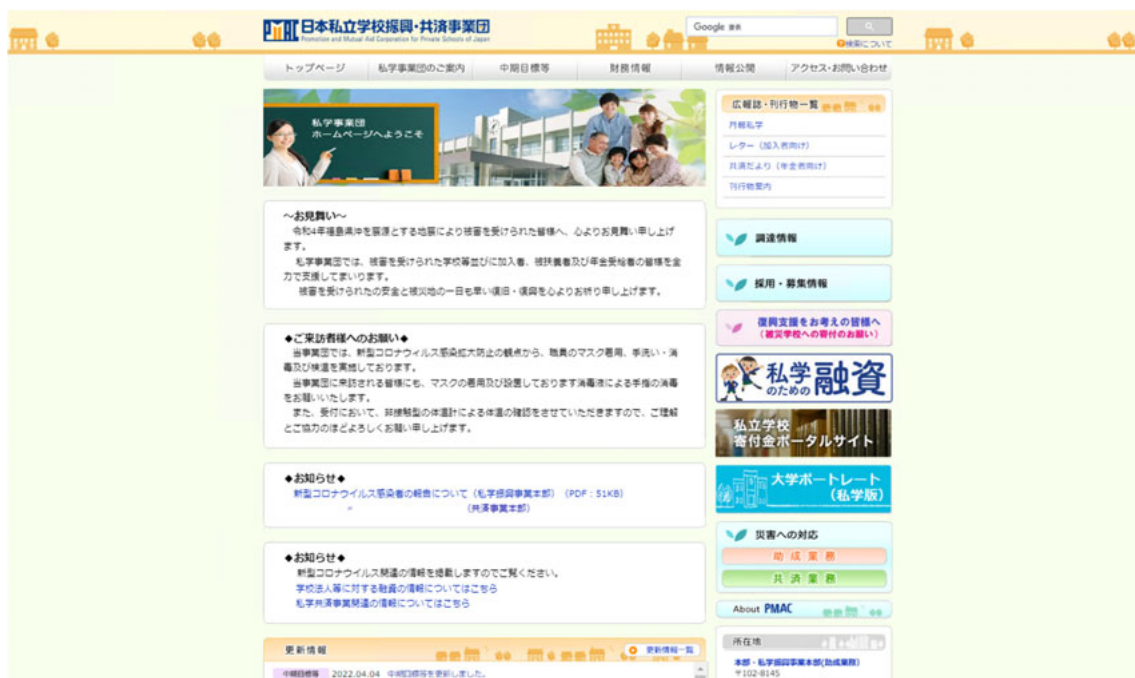 PMAC 日本私立学校振興・共済事業団
Promotion and Mutual Aid Corporation for Private Schools of Japan
Google 検索
検索について
トップページ
私学事業団のご案内
中期目標等
財務情報
情報公開
アクセス・お問い合わせ
私学事業団
ホームページへようこそ
～お見舞い～
令和4年福島県沖を震源とする地震により被害を受けられた皆様へ、心よりお見舞い申し上げ
ます。
私学事業団では、被害を受けられた学校等並びに加入者、被扶養者及び年金受給者の皆様を全
力で支援してまいります。
被害を受けられたの安全と被災地の一日も早い復旧・復興を心よりお祈り申し上げます。
◆ご来訪者様へのお願い◆
当事業団では、新型コロナウィルス感染拡大防止の観点から、職員のマスク着用、手洗い・消
毒及び検温を実施しております。
当事業団に来訪される皆様にも、マスクの着用及び設置しております消毒液による手指の消毒
をお願いいたします。
また、受付において、非接触型の体温計による体温の確認をさせていただきますので、ご理解
とご協力のほどよろしくお願い申し上げます。
◆お知らせ◆
新型コロナウイルス感染者の報告について（私学振興事業本部）（PDF：51KB）
〃 （共済事業本部）
◆お知らせ◆
新型コロナウイルス関連の情報を掲載しますのでご覧ください。
学校法人等に対する融資の情報についてはこちら
私学共済事業関連の情報についてはこちら
更新情報
更新情報一覧
中期目標等 2022.04.04 中期目標等を更新しました。
広報誌・刊行物一覧
月報私学
レター（加入者向け）
共済だより（年金者向け）
刊行物案内
調達情報
採用・募集情報
復興支援をお考えの皆様へ
（被災学校への寄付のお願い）
私学のための融資
私立学校
寄付金ポータルサイト
大学ポートレート
（私学版）
災害への対応
助成業務
共済業務
About PMAC
所在地
本部・私学振興事業本部(助成業務)
〒102-8145